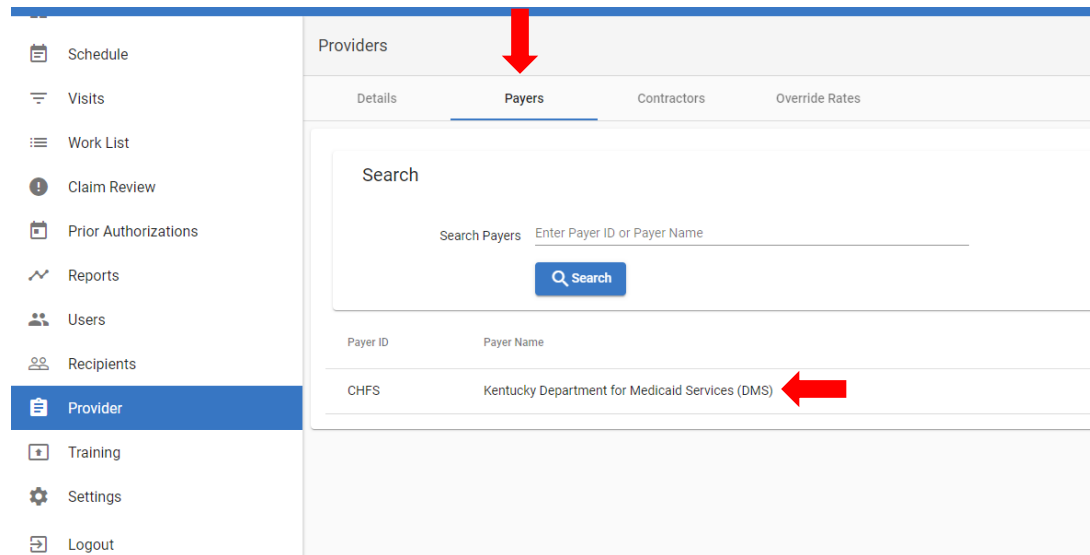 Schedule
Visits
Work List
Claim Review
Prior Authorizations
Reports
Users
Recipients
Provider
Training
Settings
Logout
Providers
Details Payers Contractors Override Rates
Search
Search Payers Enter Payer ID or Payer Name
Search
Payer ID Payer Name
CHFS Kentucky Department for Medicaid Services (DMS)